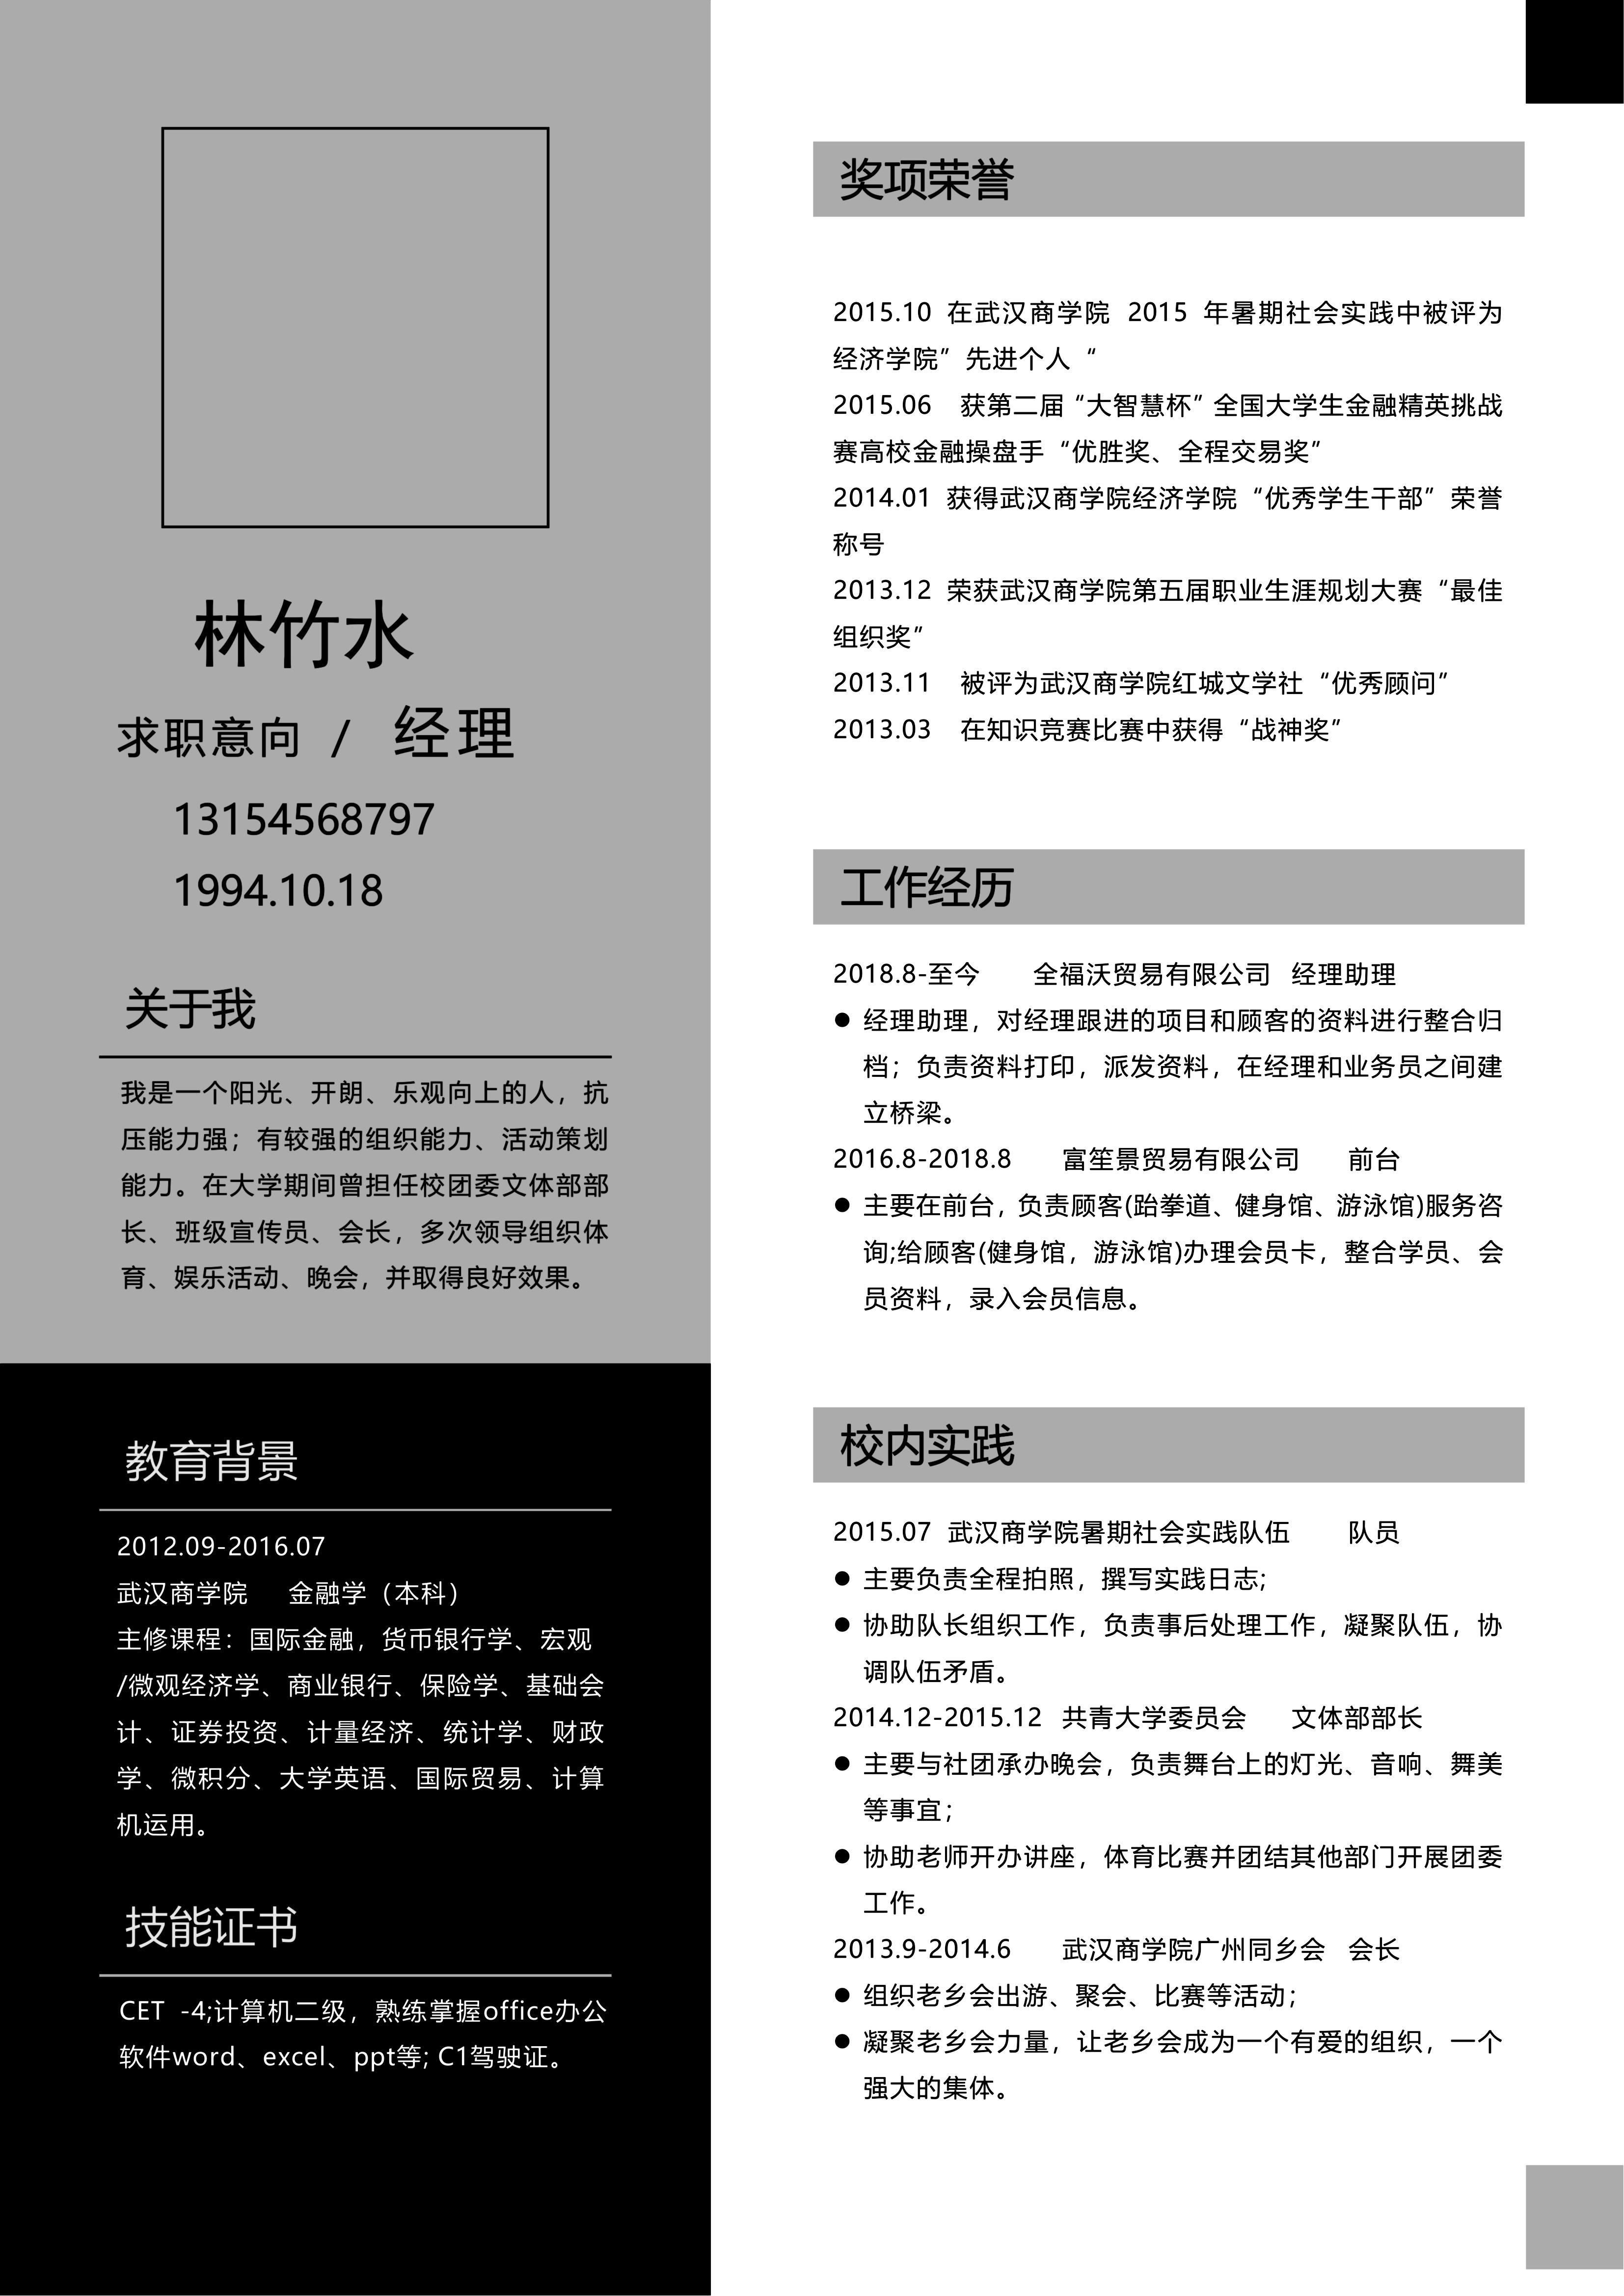 林竹水
求职意向 / 经理
13154568797
1994.10.18
关于我
我是一个阳光、开朗、乐观向上的人，抗
压能力强；有较强的组织能力、活动策划
能力。在大学期间曾担任校团委文体部部
长、班级宣传员、会长，多次领导组织体
育、娱乐活动、晚会，并取得良好效果。
教育背景
2012.09-2016.07
武汉商学院 金融学（本科）
主修课程：国际金融，货币银行学、宏观
/微观经济学、商业银行、保险学、基础会
计、证券投资、计量经济、统计学、财政
学、微积分、大学英语、国际贸易、计算
机运用。
技能证书
CET -4;计算机二级，熟练掌握office办公
软件word、excel、ppt等; C1驾驶证。
奖项荣誉
2015.10 在武汉商学院 2015 年暑期社会实践中被评为
经济学院”先进个人“
2015.06 获第二届“大智慧杯”全国大学生金融精英挑战
赛高校金融操盘手“优胜奖、全程交易奖”
2014.01 获得武汉商学院经济学院“优秀学生干部”荣誉
称号
2013.12 荣获武汉商学院第五届职业生涯规划大赛“最佳
组织奖”
2013.11 被评为武汉商学院红城文学社“优秀顾问”
2013.03 在知识竞赛比赛中获得“战神奖”
工作经历
2018.8-至今 全福沃贸易有限公司 经理助理
● 经理助理，对经理跟进的项目和顾客的资料进行整合归
档；负责资料打印，派发资料，在经理和业务员之间建
立桥梁。
2016.8-2018.8 富笙景贸易有限公司 前台
● 主要在前台，负责顾客(跆拳道、健身馆、游泳馆)服务咨
询;给顾客(健身馆，游泳馆)办理会员卡，整合学员、会
员资料，录入会员信息。
校内实践
2015.07 武汉商学院暑期社会实践队伍 队员
● 主要负责全程拍照，撰写实践日志;
● 协助队长组织工作，负责事后处理工作，凝聚队伍，协
调队伍矛盾。
2014.12-2015.12 共青大学委员会 文体部部长
● 主要与社团承办晚会，负责舞台上的灯光、音响、舞美
等事宜；
● 协助老师开办讲座，体育比赛并团结其他部门开展团委
工作。
2013.9-2014.6 武汉商学院广州同乡会 会长
● 组织老乡会出游、聚会、比赛等活动；
● 凝聚老乡会力量，让老乡会成为一个有爱的组织，一个
强大的集体。